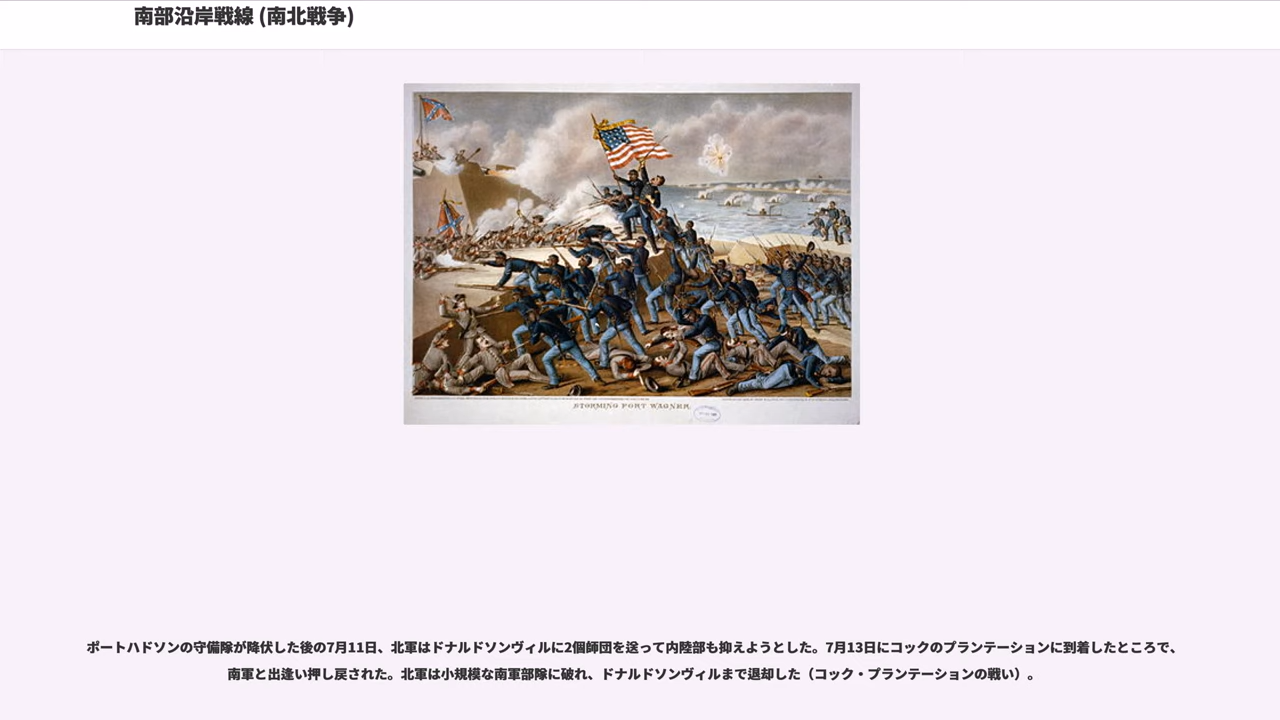 南部沿岸戦線 (南北戦争)
STORMING FORT WAGNER.
ポートハドソンの守備隊が降伏した後の7月11日、北軍はドナルドソンヴィルに2個師団を送って内陸部も抑えようとした。7月13日にコックのプランテーションに到着したところで、
南軍と出逢い押し戻された。北軍は小規模な南軍部隊に破れ、ドナルドソンヴィルまで退却した（コック・プランテーションの戦い）。